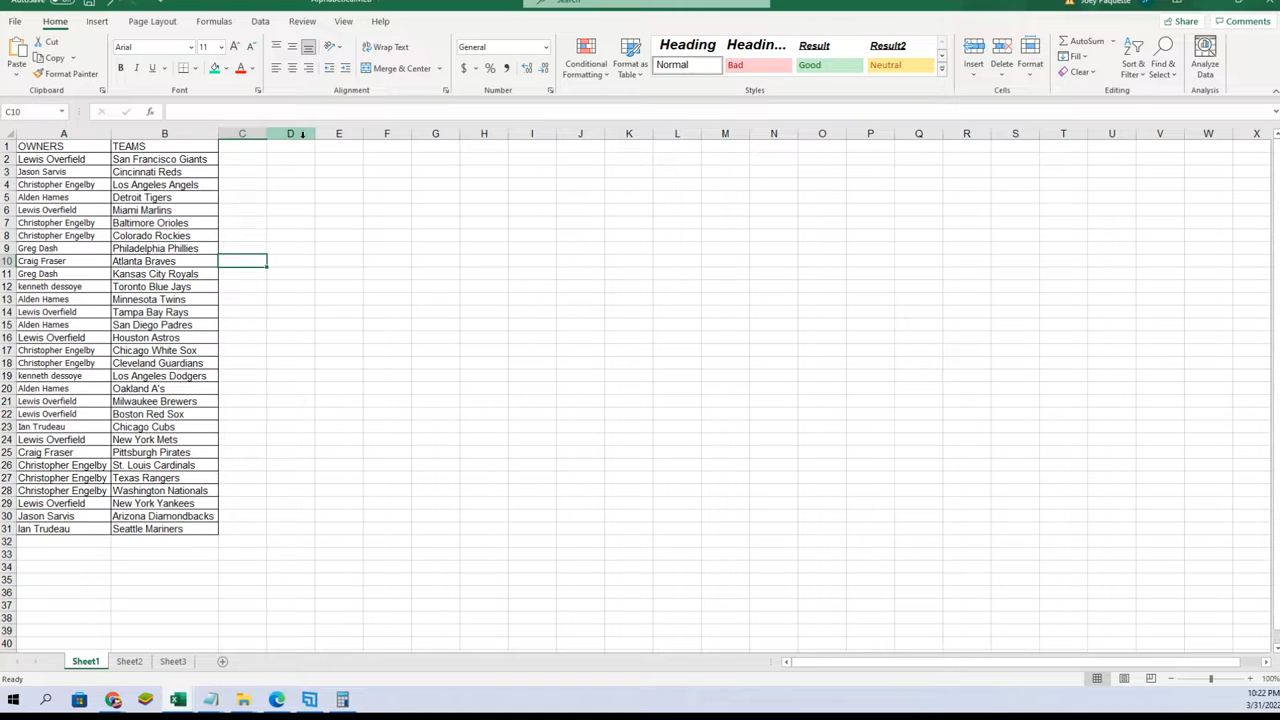 Search
Joey Paquette
File Home Insert Page Layout Formulas Data Review View Help Share Comments
Paste Cut Copy Format Painter Clipboard
Arial 11 A A B I U A Font
Wrap Text Merge & Center Alignment
General $ % , Number
Conditional Formatting Format as Table
Heading Headin... Result Result2
Normal Bad Good Neutral
Styles
Insert Delete Format Cells
AutoSum Fill Clear Sort & Filter Find & Select Editing
Analyze Data Analysis
C10 fx
A B C D E F G H I J K L M N O P Q R S T U V W X
1 OWNERS TEAMS
2 Lewis Overfield San Francisco Giants
3 Jason Sarvis Cincinnati Reds
4 Christopher Engelby Los Angeles Angels
5 Alden Hames Detroit Tigers
6 Lewis Overfield Miami Marlins
7 Christopher Engelby Baltimore Orioles
8 Christopher Engelby Colorado Rockies
9 Greg Dash Philadelphia Phillies
10 Craig Fraser Atlanta Braves
11 Greg Dash Kansas City Royals
12 kenneth dessoye Toronto Blue Jays
13 Alden Hames Minnesota Twins
14 Lewis Overfield Tampa Bay Rays
15 Alden Hames San Diego Padres
16 Lewis Overfield Houston Astros
17 Christopher Engelby Chicago White Sox
18 Christopher Engelby Cleveland Guardians
19 kenneth dessoye Los Angeles Dodgers
20 Alden Hames Oakland A's
21 Lewis Overfield Milwaukee Brewers
22 Lewis Overfield Boston Red Sox
23 Ian Trudeau Chicago Cubs
24 Lewis Overfield New York Mets
25 Craig Fraser Pittsburgh Pirates
26 Christopher Engelby St. Louis Cardinals
27 Christopher Engelby Texas Rangers
28 Christopher Engelby Washington Nationals
29 Lewis Overfield New York Yankees
30 Jason Sarvis Arizona Diamondbacks
31 Ian Trudeau Seattle Mariners
32
33
34
35
36
37
38
39
40
Sheet1 Sheet2 Sheet3
Ready 100%
10:22 PM